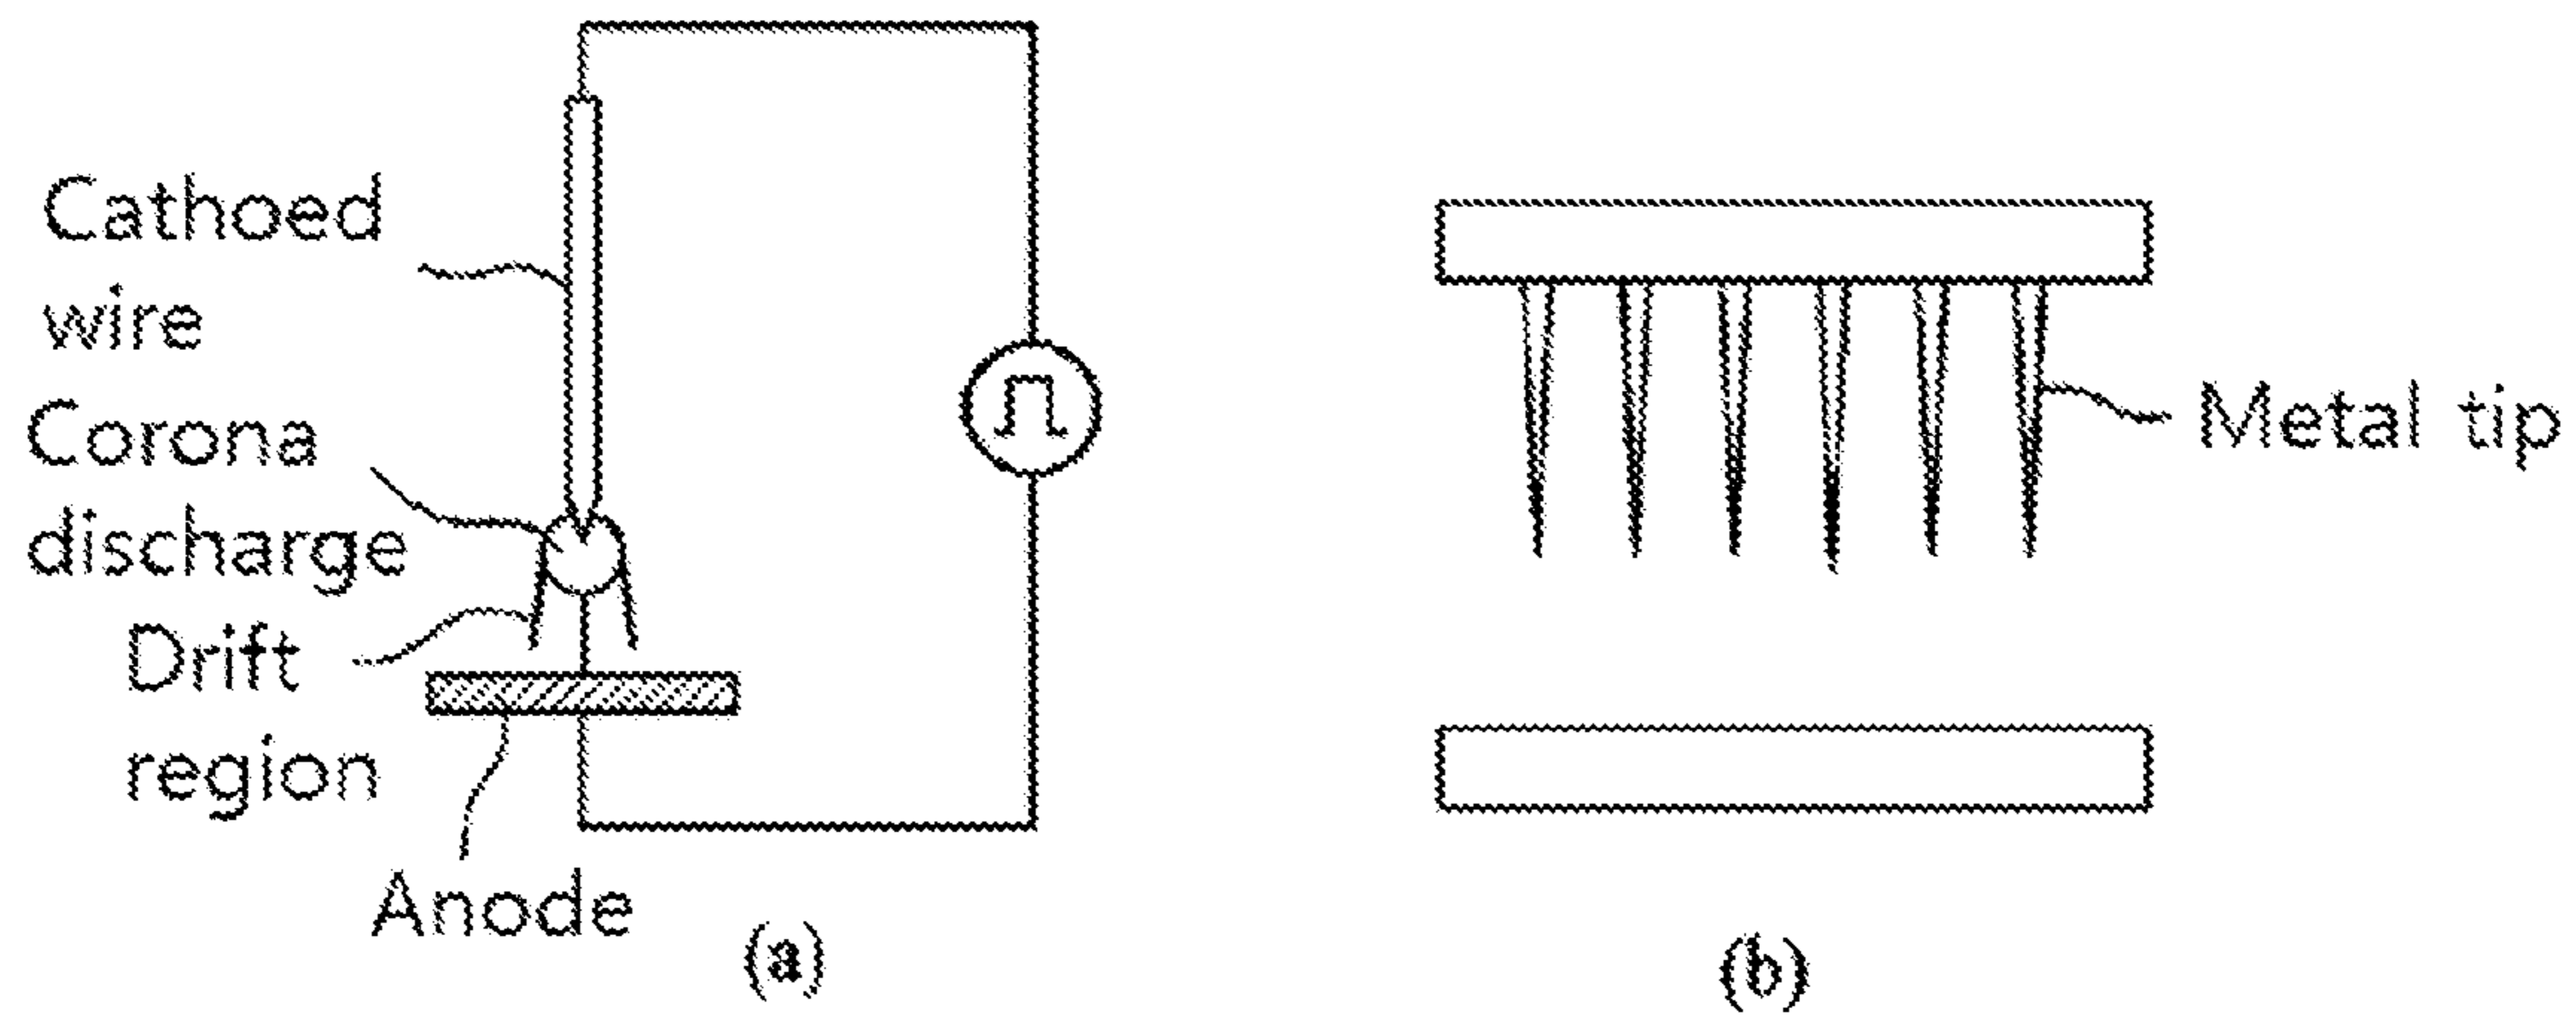 Cathoed
wire
Corona
discharge
Drift
region
Anode
(a)
Metal tip
(b)